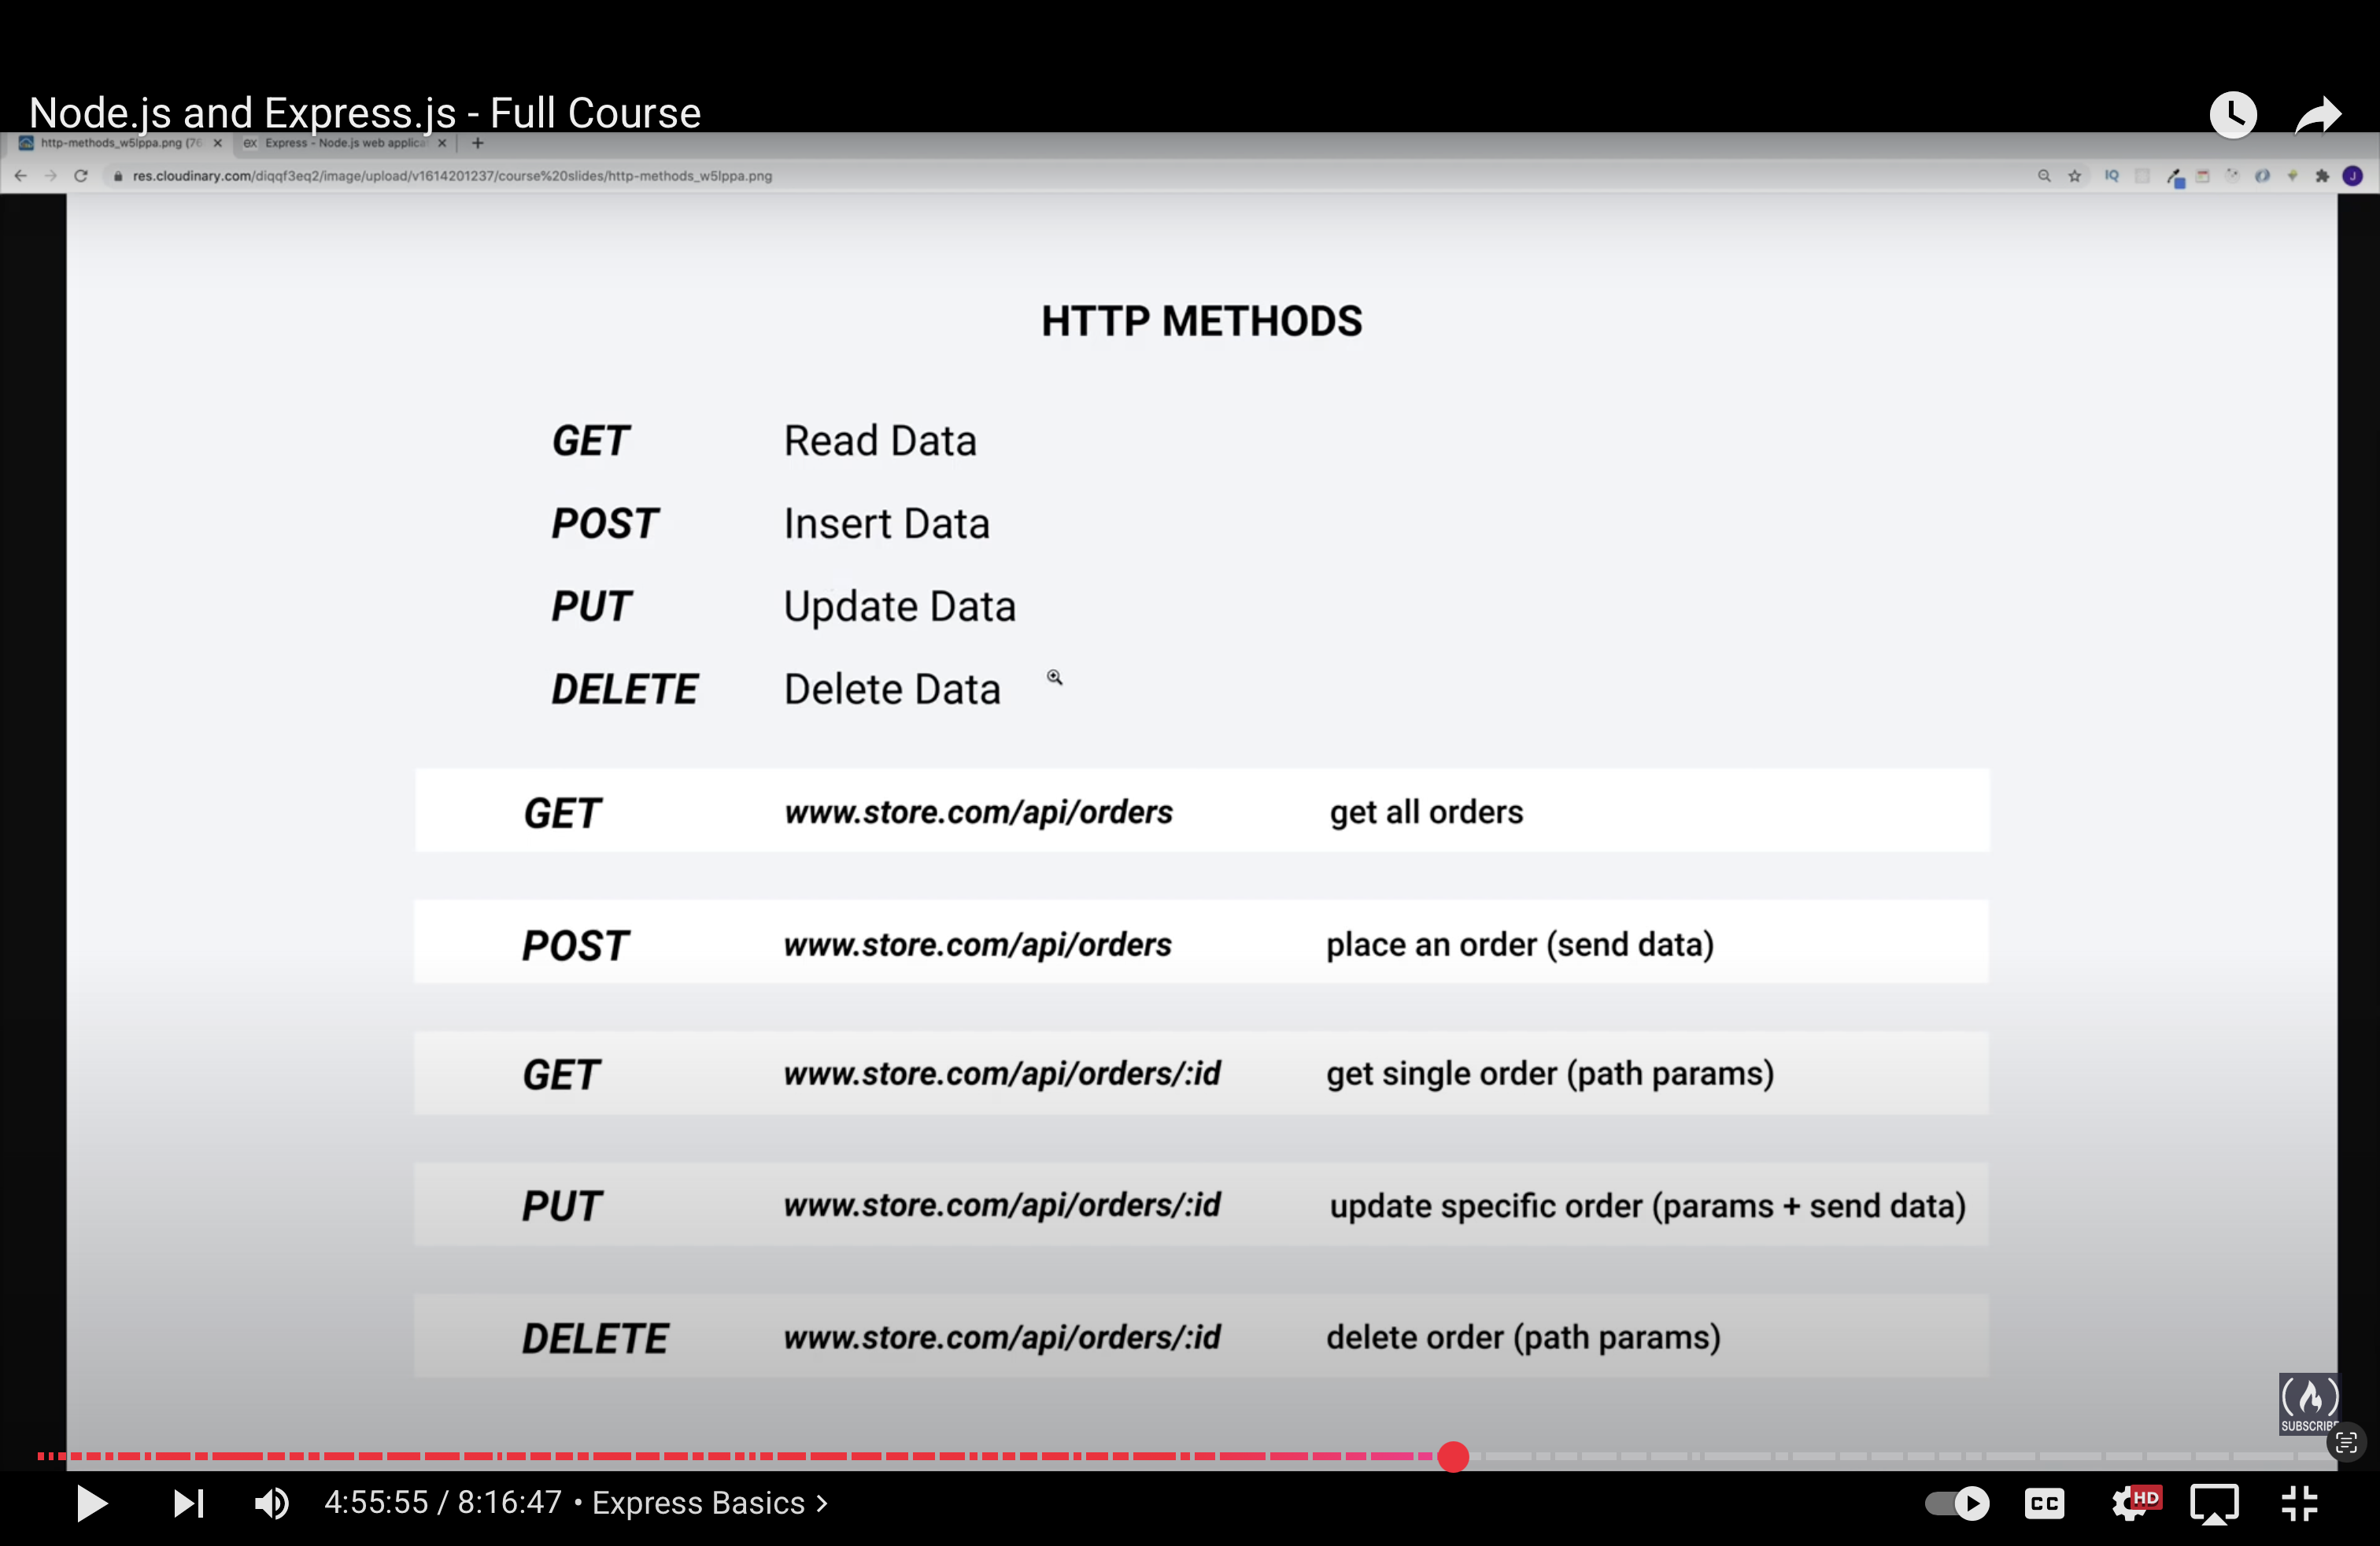 Node.js and Express.js - Full Course
http-methods_w5lppa.png (76
ex Express - Node.js web applica
res.cloudinary.com/diqqf3eq2/image/upload/v1614201237/course%20slides/http-methods_w5lppa.png
IQ
J
HTTP METHODS
GET Read Data
POST Insert Data
PUT Update Data
DELETE Delete Data
GET www.store.com/api/orders get all orders
POST www.store.com/api/orders place an order (send data)
GET www.store.com/api/orders/:id get single order (path params)
PUT www.store.com/api/orders/:id update specific order (params + send data)
DELETE www.store.com/api/orders/:id delete order (path params)
SUBSCRIBE
4:55:55 / 8:16:47 • Express Basics >
CC
HD